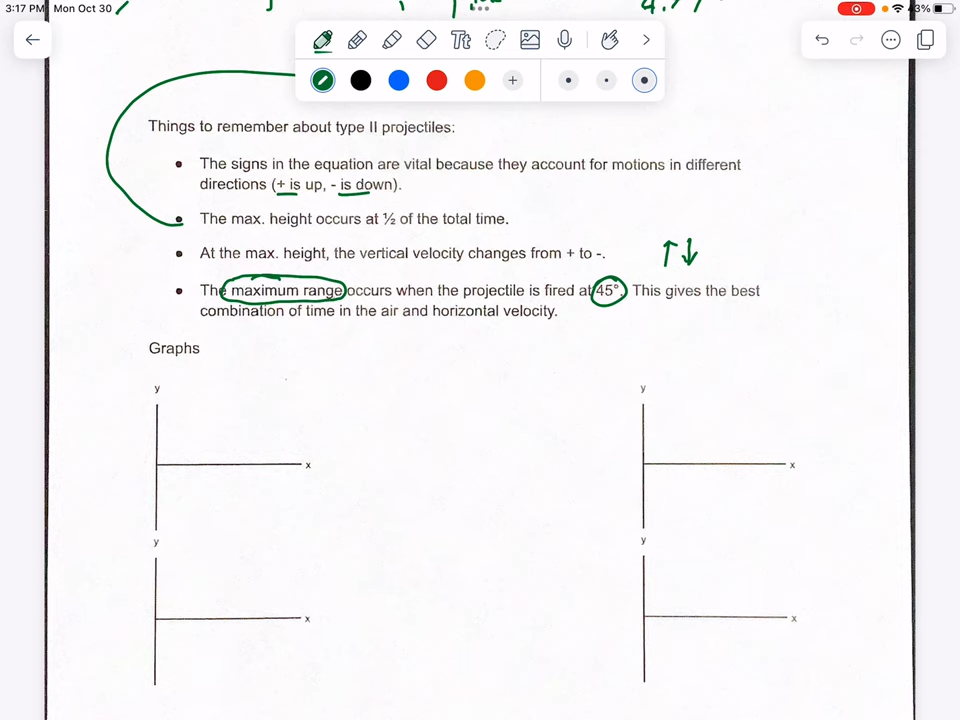 3:17 PM Mon Oct 30
43%
Tt
Things to remember about type II projectiles:
The signs in the equation are vital because they account for motions in different
directions (+ is up, - is down).
The max. height occurs at ½ of the total time.
At the max. height, the vertical velocity changes from + to -.
The maximum range occurs when the projectile is fired at 45°. This gives the best
combination of time in the air and horizontal velocity.
Graphs
y
y
x
x
y
y
x
x